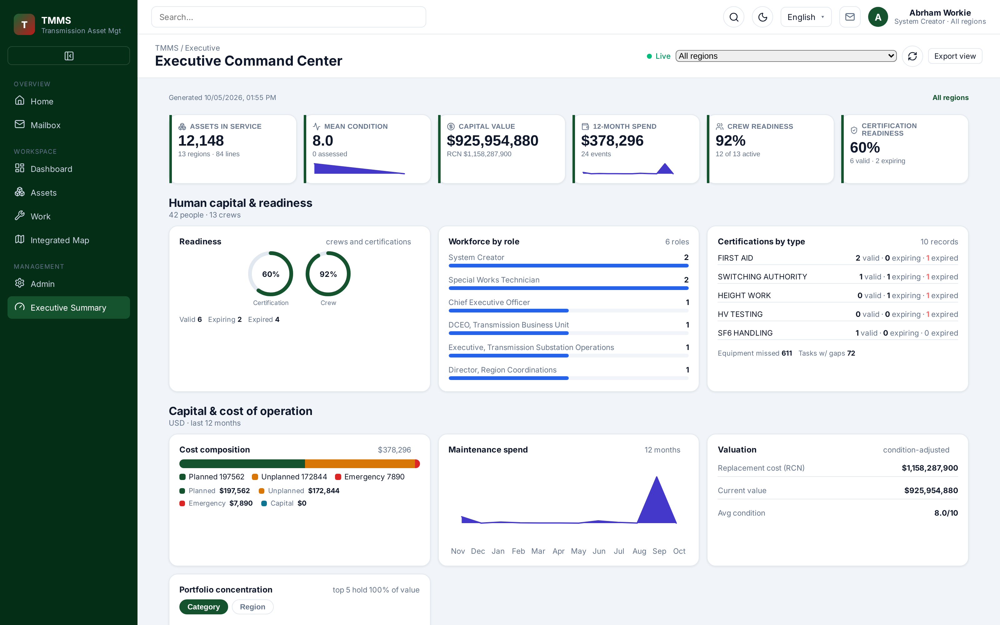 T
TMMS
Transmission Asset Mgt
OVERVIEW
Home
Mailbox
WORKSPACE
Dashboard
Assets
Work
Integrated Map
MANAGEMENT
Admin
Executive Summary
Search...
English
A
Abrham Workie
System Creator · All regions
TMMS / Executive
Executive Command Center
Live
All regions
Export view
Generated 10/05/2026, 01:55 PM
All regions
ASSETS IN SERVICE
12,148
13 regions · 84 lines
MEAN CONDITION
8.0
0 assessed
CAPITAL VALUE
$925,954,880
RCN $1,158,287,900
12-MONTH SPEND
$378,296
24 events
CREW READINESS
92%
12 of 13 active
CERTIFICATION
READINESS
60%
6 valid · 2 expiring
Human capital & readiness
42 people · 13 crews
Readiness crews and certifications
60% 92%
Certification Crew
Valid 6 Expiring 2 Expired 4
Workforce by role 6 roles
System Creator 2
Special Works Technician 2
Chief Executive Officer 1
DCEO, Transmission Business Unit 1
Executive, Transmission Substation Operations 1
Director, Region Coordinations 1
Certifications by type 10 records
FIRST AID 2 valid · 0 expiring · 1 expired
SWITCHING AUTHORITY 1 valid · 1 expiring · 1 expired
HEIGHT WORK 0 valid · 1 expiring · 1 expired
HV TESTING 0 valid · 0 expiring · 1 expired
SF6 HANDLING 1 valid · 0 expiring · 0 expired
Equipment missed 611 Tasks w/ gaps 72
Capital & cost of operation
USD · last 12 months
Cost composition $378,296
Planned 197562 Unplanned 172844 Emergency 7890
Planned $197,562 Unplanned $172,844
Emergency $7,890 Capital $0
Maintenance spend 12 months
Nov Dec Jan Feb Mar Apr May Jun Jul Aug Sep Oct
Valuation condition-adjusted
Replacement cost (RCN) $1,158,287,900
Current value $925,954,880
Avg condition 8.0/10
Portfolio concentration top 5 hold 100% of value
Category Region